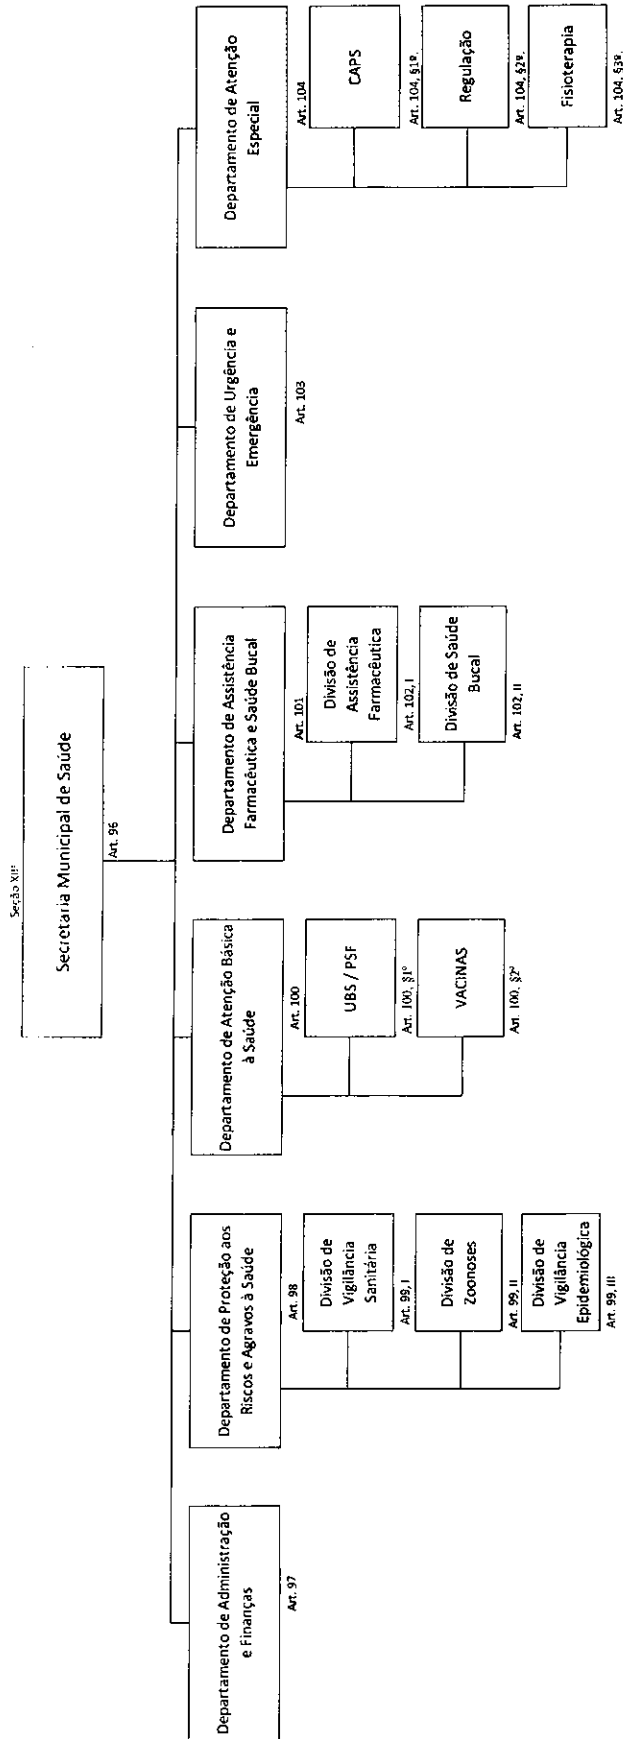 Seção XIII
Secretaria Municipal de Saúde
Art. 96
Departamento de Administração
e Finanças
Art. 97
Departamento de Proteção aos
Riscos e Agravos à Saúde
Art. 98
Divisão de
Vigilância
Sanitária
Art. 99, I
Divisão de
Zoonoses
Art. 99, II
Divisão de
Vigilância
Epidemiológica
Art. 99, III
Departamento de Atenção Básica
à Saúde
Art. 100
UBS / PSF
Art. 100, §1º
VACINAS
Art. 100, §2º
Departamento de Assistência
Farmacêutica e Saúde Bucal
Art. 101
Divisão de
Assistência
Farmacêutica
Art. 102, I
Divisão de Saúde
Bucal
Art. 102, II
Departamento de Urgência e
Emergência
Art. 103
Departamento de Atenção
Especial
Art. 104
CAPS
Art. 104, §1º.
Regulação
Art. 104, §2º.
Fisioterapia
Art. 104, §3º.